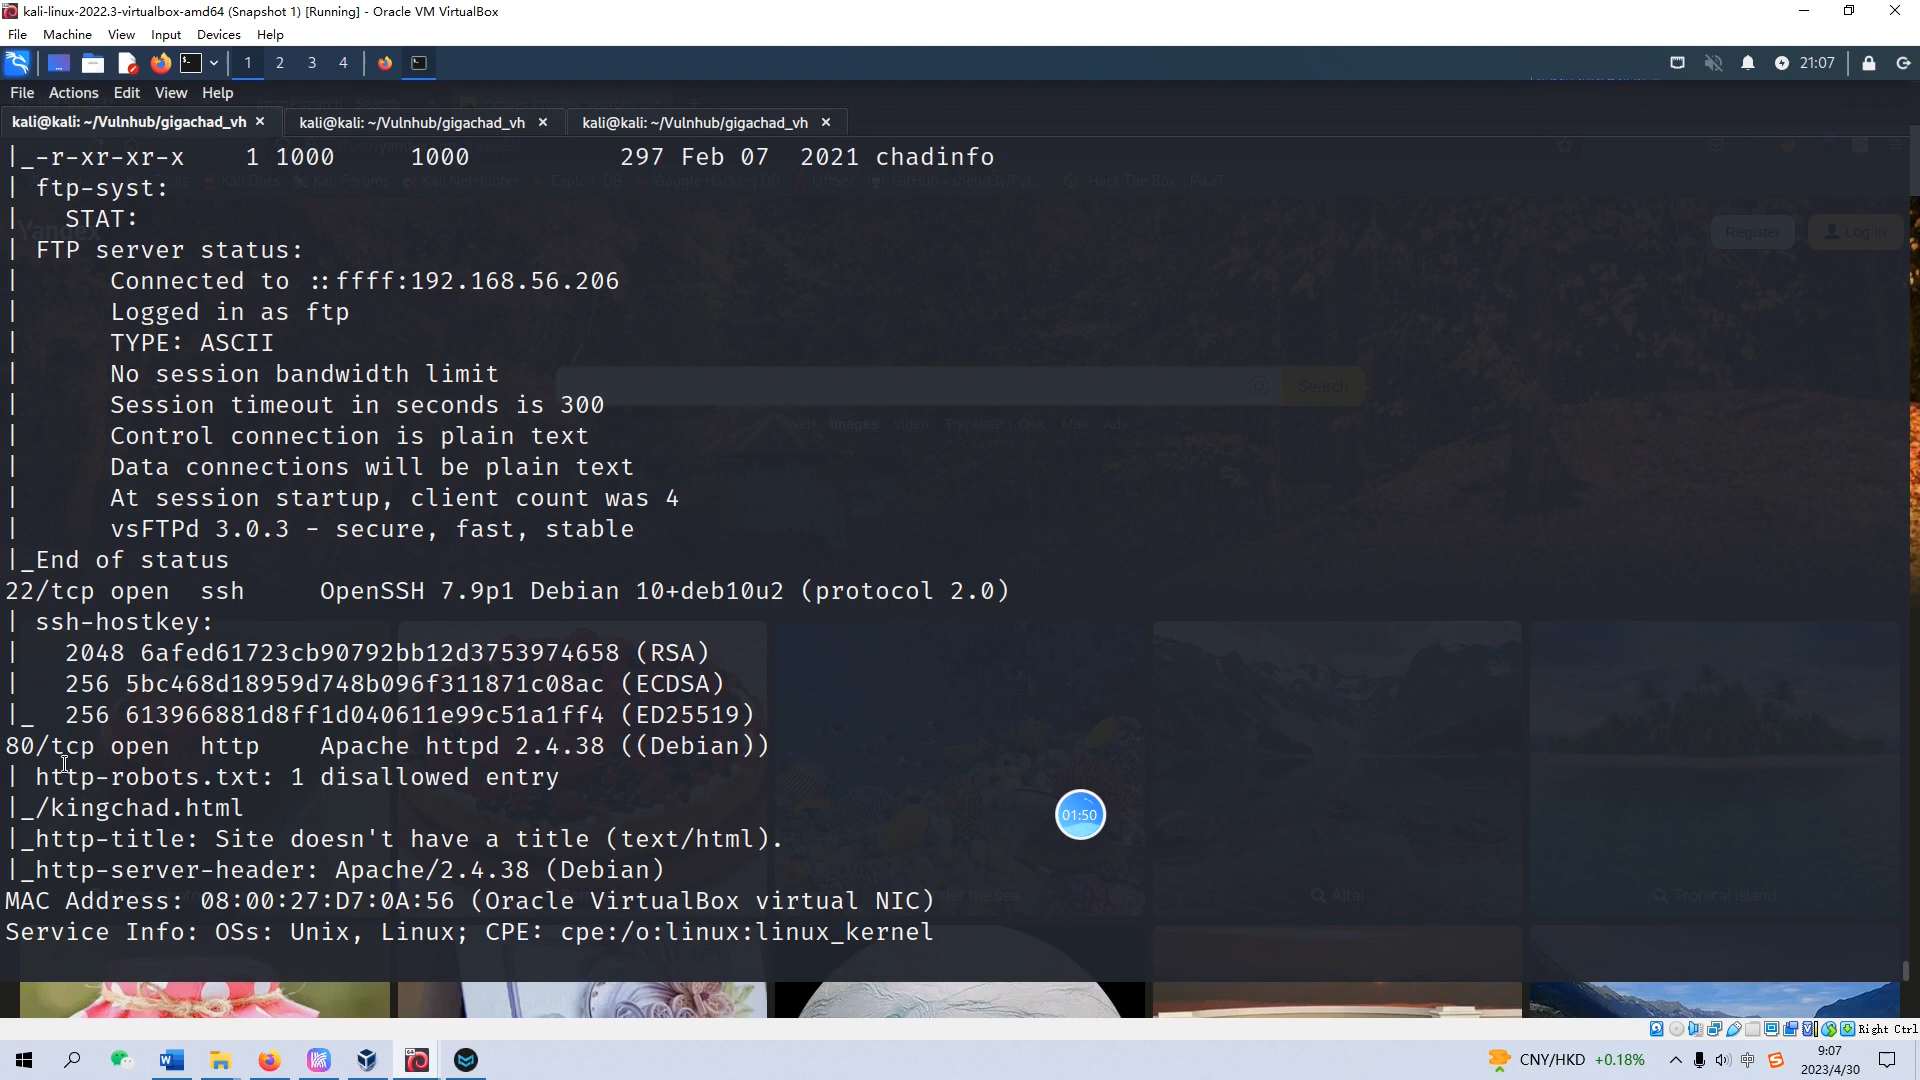 kali-linux-2022.3-virtualbox-amd64 (Snapshot 1) [Running] - Oracle VM VirtualBox
File Machine View Input Devices Help
1 2 3 4 21:07
File Actions Edit View Help
kali@kali: ~/Vulnhub/gigachad_vh kali@kali: ~/Vulnhub/gigachad_vh kali@kali: ~/Vulnhub/gigachad_vh
|_-r-xr-xr-x    1 1000     1000          297 Feb 07  2021 chadinfo
| ftp-syst:
|   STAT:
Yandex
Register Log in
| FTP server status:
|      Connected to ::ffff:192.168.56.206
|      Logged in as ftp
|      TYPE: ASCII
|      No session bandwidth limit
Search
|      Session timeout in seconds is 300
|      Control connection is plain text
|      Data connections will be plain text
|      At session startup, client count was 4
|      vsFTPd 3.0.3 - secure, fast, stable
|_End of status
22/tcp open  ssh     OpenSSH 7.9p1 Debian 10+deb10u2 (protocol 2.0)
| ssh-hostkey:
|   2048 6afed61723cb90792bb12d3753974658 (RSA)
|   256 5bc468d18959d748b096f311871c08ac (ECDSA)
|_  256 613966881d8ff1d040611e99c51a1ff4 (ED25519)
80/tcp open  http    Apache httpd 2.4.38 ((Debian))
| http-robots.txt: 1 disallowed entry
|_/kingchad.html
01:50
|_http-title: Site doesn't have a title (text/html).
|_http-server-header: Apache/2.4.38 (Debian)
Altai Tropical island
MAC Address: 08:00:27:D7:0A:56 (Oracle VirtualBox virtual NIC)
Service Info: OSs: Unix, Linux; CPE: cpe:/o:linux:linux_kernel
Right Ctrl
CNY/HKD +0.18% 中 9:07
2023/4/30